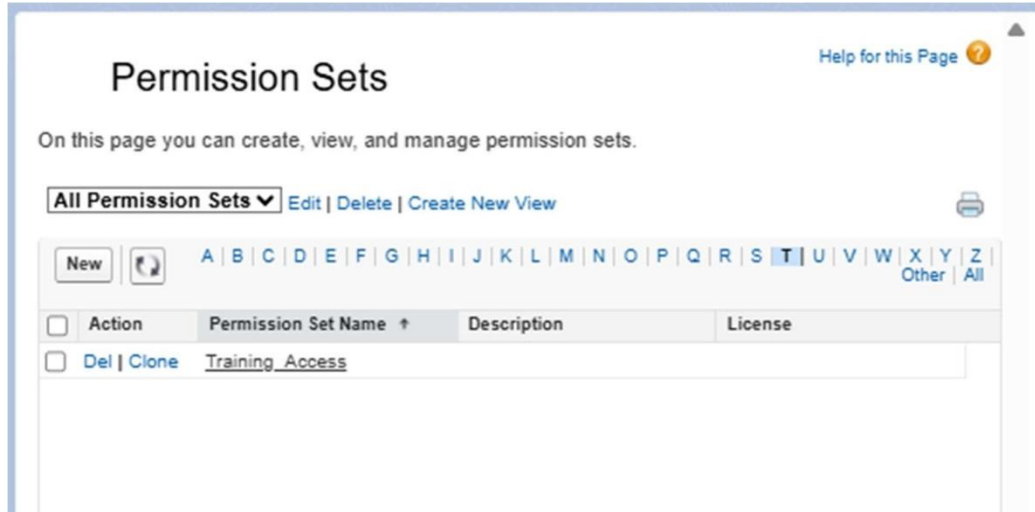 Help for this Page ?
Permission Sets
On this page you can create, view, and manage permission sets.
All Permission Sets Edit | Delete | Create New View
New A | B | C | D | E | F | G | H | I | J | K | L | M | N | O | P | Q | R | S | T | U | V | W | X | Y | Z |
Other | All
Action Permission Set Name ↑ Description License
Del | Clone Training_Access